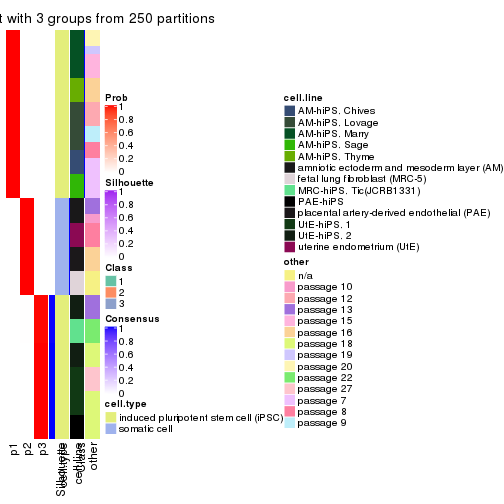 t with 3 groups from 250 partitions
Prob
1
0.8
0.6
0.4
0.2
0
Silhouette
1
0.8
0.6
0.4
0.2
0
Class
1
2
3
Consensus
1
0.8
0.6
0.4
0.2
0
cell.type
induced pluripotent stem cell (iPSC)
somatic cell
cell.line
AM-hiPS. Chives
AM-hiPS. Lovage
AM-hiPS. Marry
AM-hiPS. Sage
AM-hiPS. Thyme
amniotic ectoderm and mesoderm layer (AM)
fetal lung fibroblast (MRC-5)
MRC-hiPS. Tic(JCRB1331)
PAE-hiPS
placental artery-derived endothelial (PAE)
UtE-hiPS. 1
UtE-hiPS. 2
uterine endometrium (UtE)
other
n/a
passage 10
passage 12
passage 13
passage 15
passage 16
passage 18
passage 19
passage 20
passage 22
passage 27
passage 7
passage 8
passage 9
p1
p2
p3
Silhouette
cell.type
cell.line
Class
other